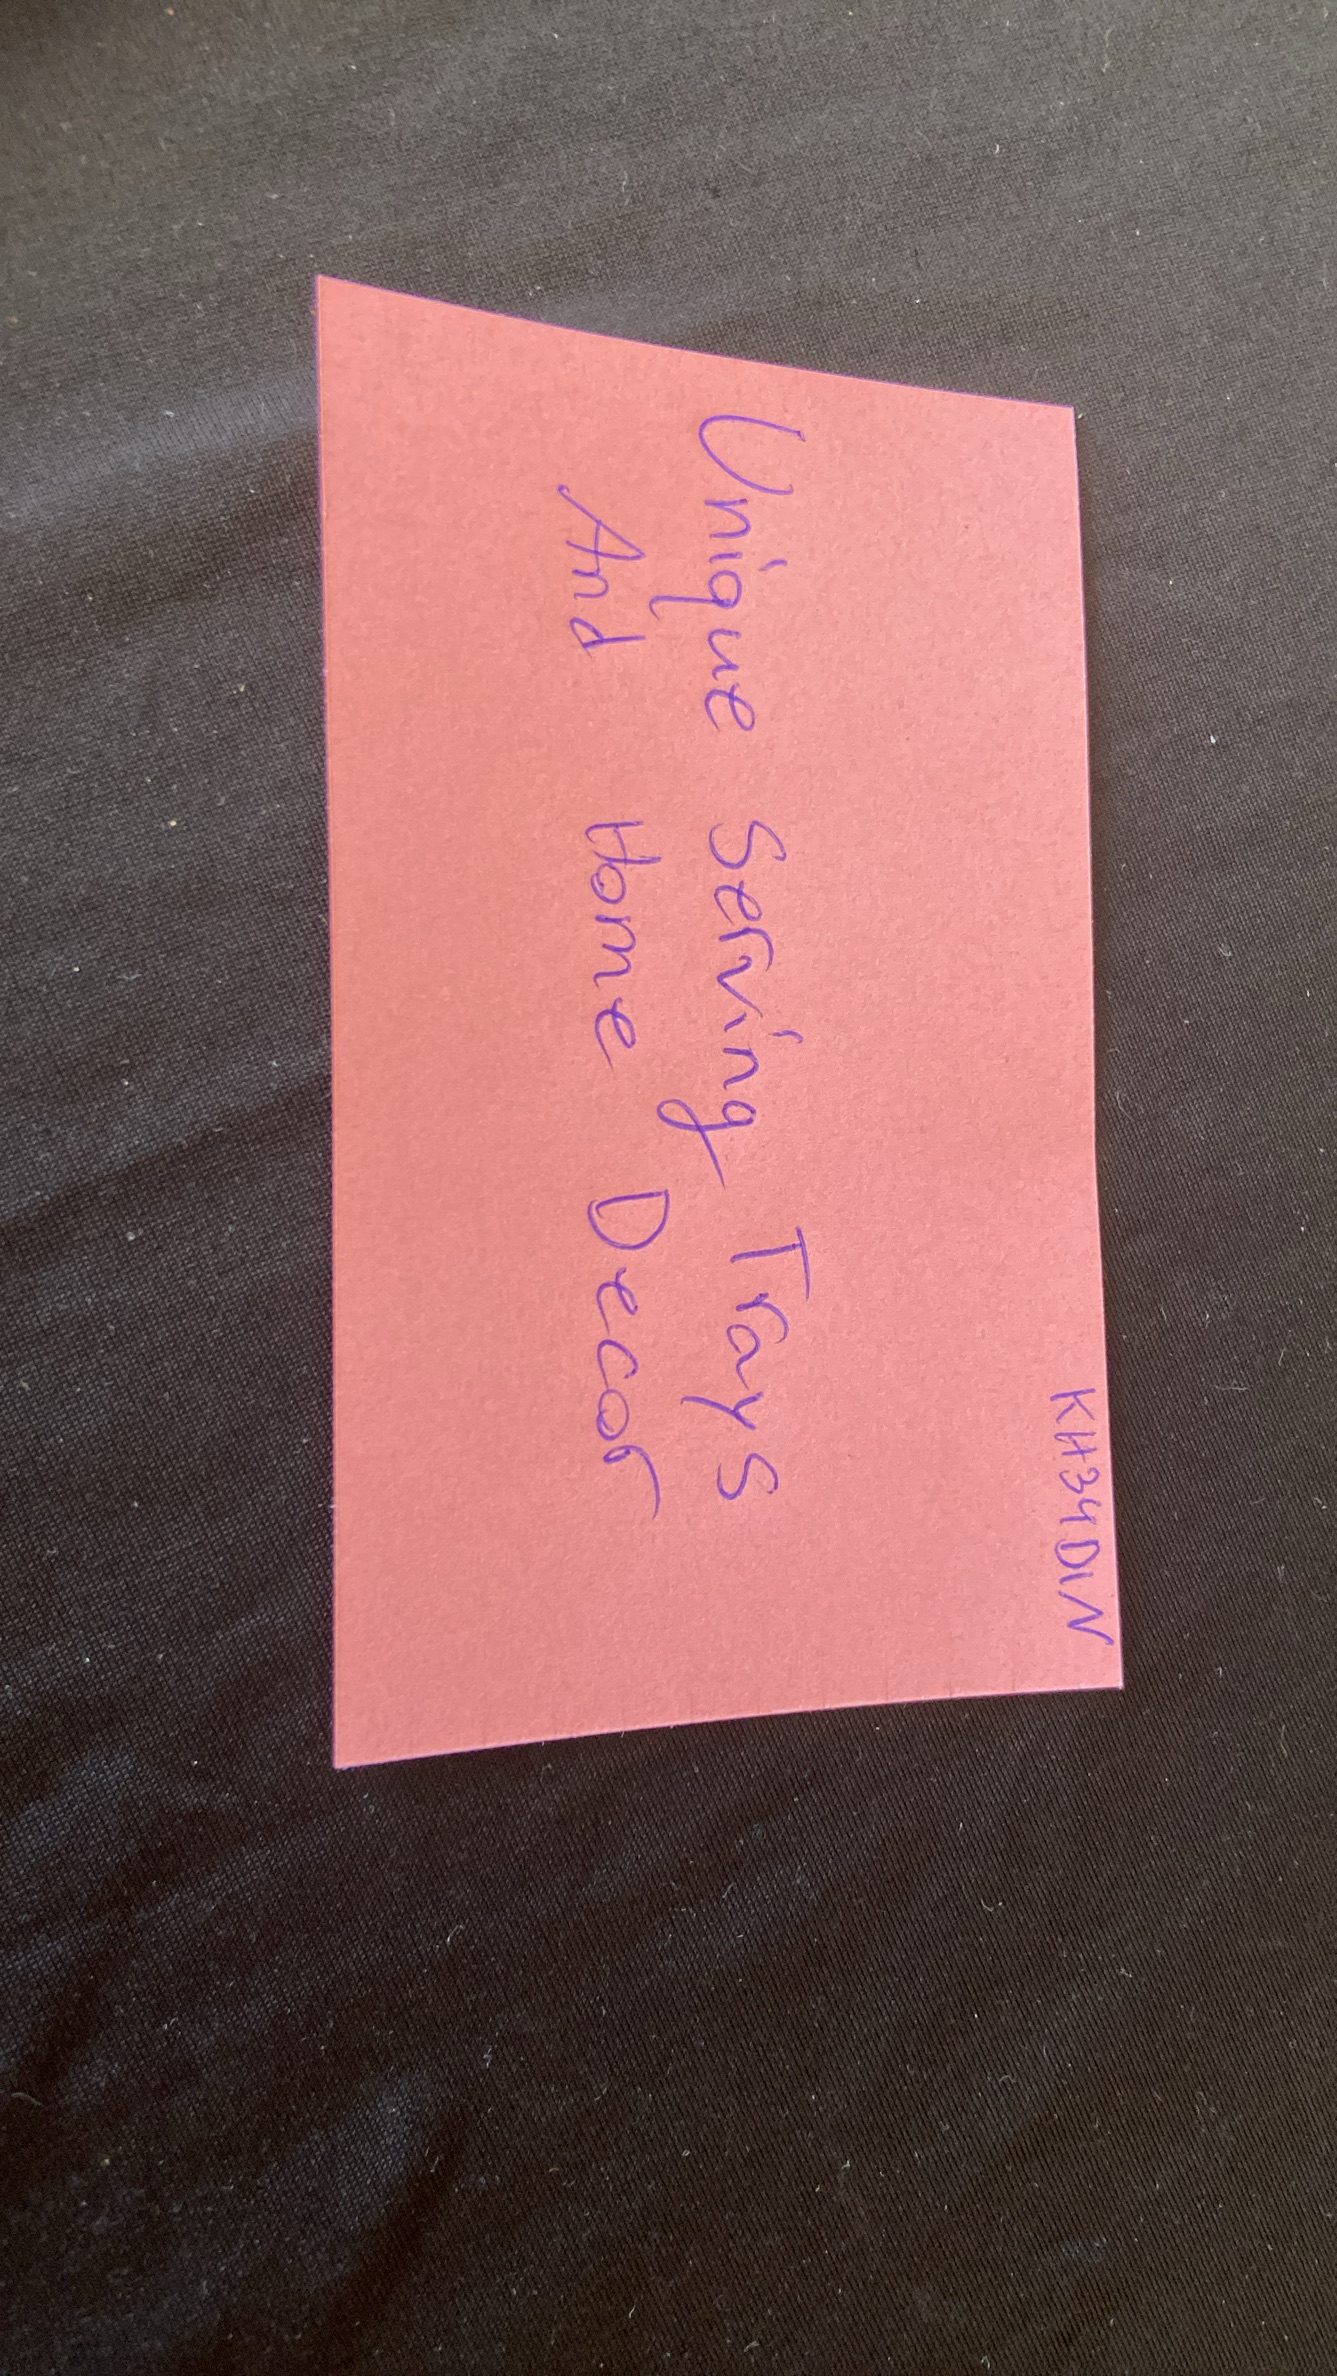 KH34DIN
Unique Serving Trays
And Home Decor